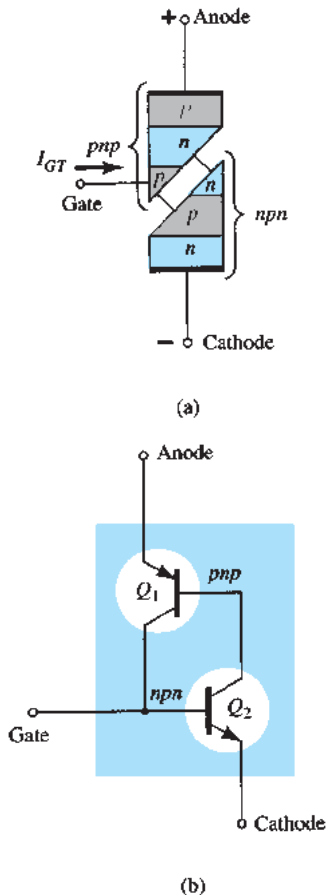 + Anode
p
pnp
n
I_GT
p
n
Gate
p
npn
n
− Cathode
(a)
Anode
pnp
Q₁
npn
Q₂
Gate
Cathode
(b)